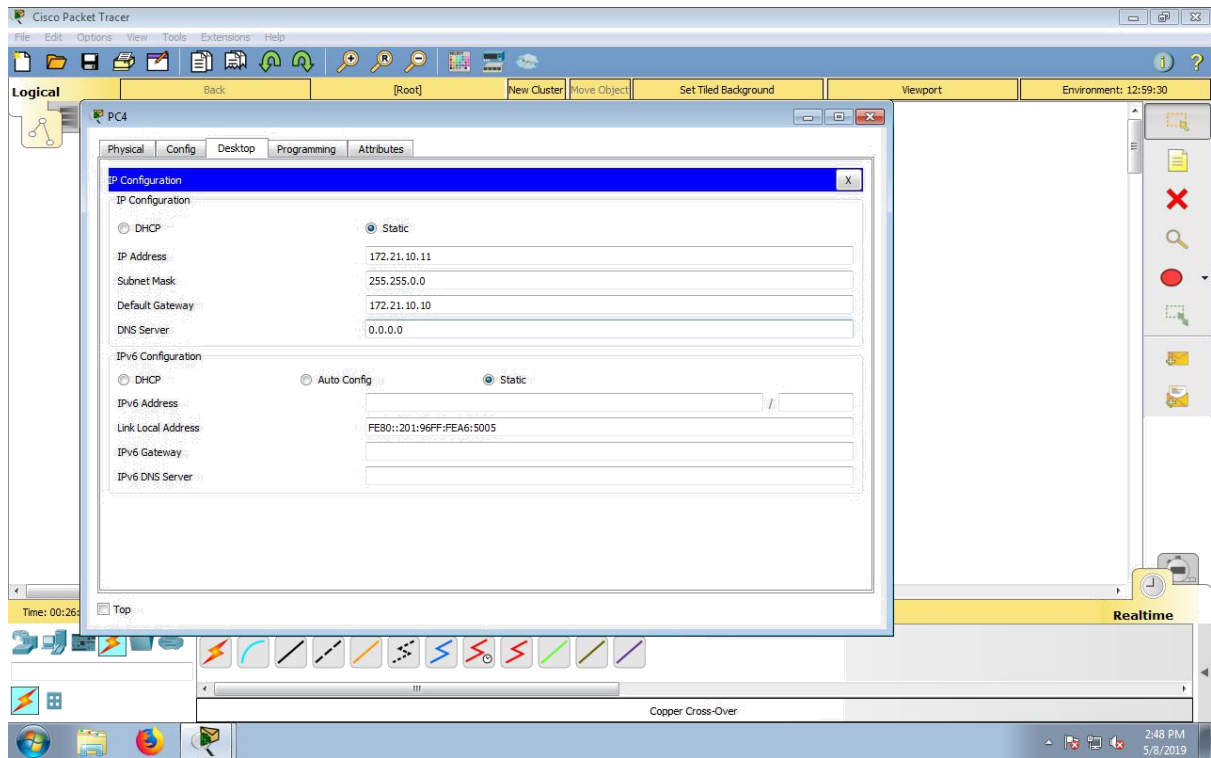 Cisco Packet Tracer
File Edit Options View Tools Extensions Help
Logical Back [Root] New Cluster Move Object Set Tiled Background Viewport Environment: 12:59:30
PC4
Physical Config Desktop Programming Attributes
IP Configuration X
IP Configuration
DHCP Static
IP Address 172.21.10.11
Subnet Mask 255.255.0.0
Default Gateway 172.21.10.10
DNS Server 0.0.0.0
IPv6 Configuration
DHCP Auto Config Static
IPv6 Address /
Link Local Address FE80::201:96FF:FEA6:5005
IPv6 Gateway
IPv6 DNS Server
Top
Time: 00:26: Realtime
Copper Cross-Over
2:48 PM
5/8/2019